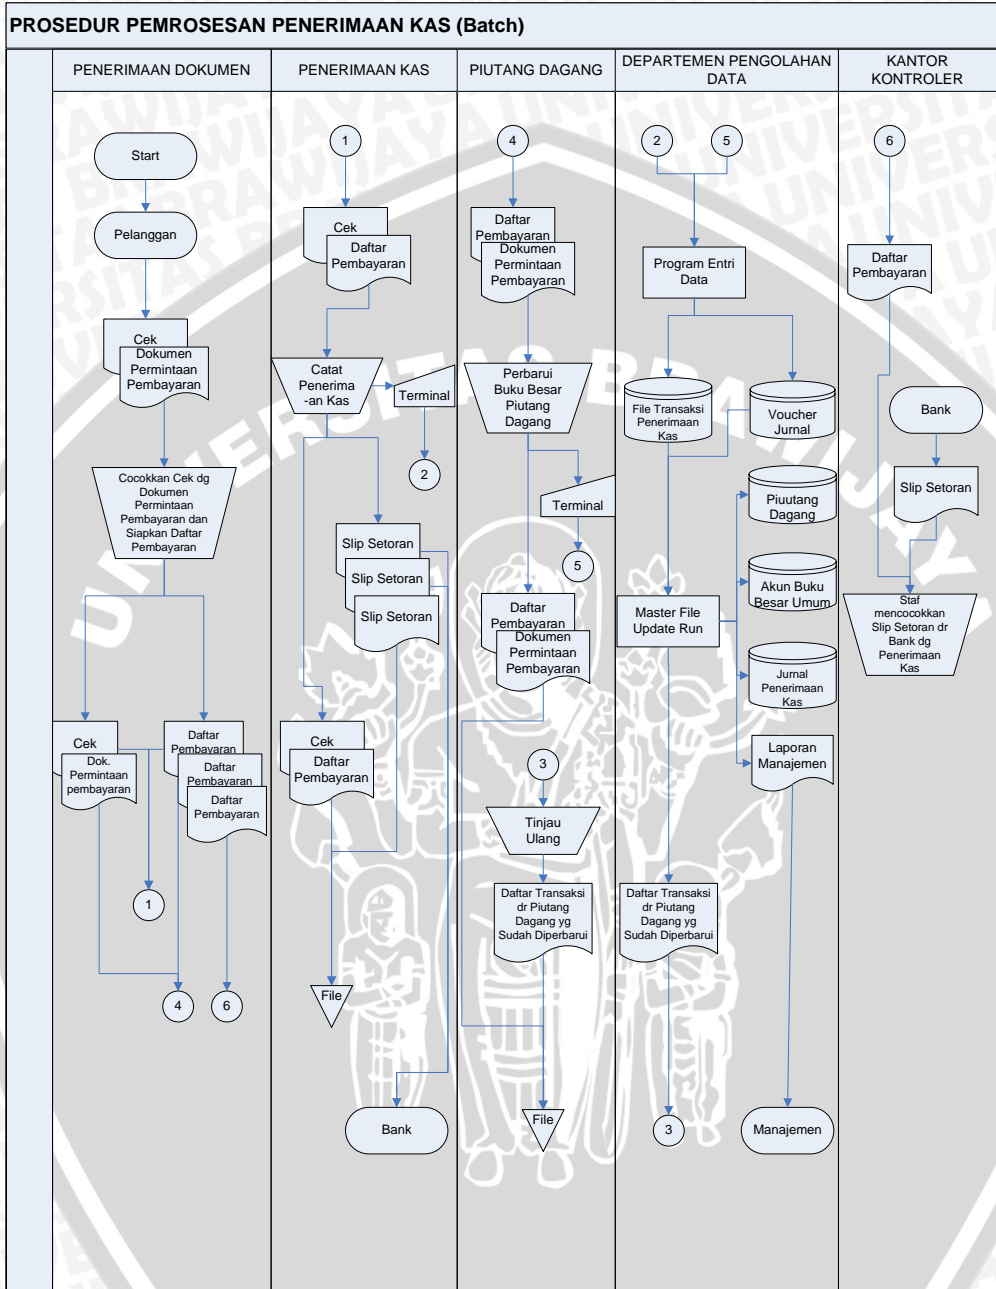 PROSEDUR PEMROSESAN PENERIMAAN KAS (Batch)
PENERIMAAN DOKUMEN
PENERIMAAN KAS
PIUTANG DAGANG
DEPARTEMEN PENGOLAHAN
DATA
KANTOR
KONTROLER
Start
Pelanggan
Cek
Dokumen
Permintaan
Pembayaran
Cocokkan Cek dg
Dokumen
Permintaan
Pembayaran dan
Siapkan Daftar
Pembayaran
Cek
Dok.
Permintaan
pembayaran
Daftar
Pembayaran
Daftar
Pembayaran
Daftar
Pembayaran
1
4
6
1
Cek
Daftar
Pembayaran
Catat
Penerima
-an Kas
Terminal
2
Slip Setoran
Slip Setoran
Slip Setoran
Cek
Daftar
Pembayaran
File
Bank
4
Daftar
Pembayaran
Dokumen
Permintaan
Pembayaran
Perbarui
Buku Besar
Piutang
Dagang
Terminal
5
Daftar
Pembayaran
Dokumen
Permintaan
Pembayaran
3
Tinjau
Ulang
Daftar Transaksi
dr Piutang
Dagang yg
Sudah Diperbarui
File
2
5
Program Entri
Data
File Transaksi
Penerimaan
Kas
Voucher
Jurnal
Piuutang
Dagang
Akun Buku
Besar Umum
Master File
Update Run
Jurnal
Penerimaan
Kas
Laporan
Manajemen
Daftar Transaksi
dr Piutang
Dagang yg
Sudah Diperbarui
3
Manajemen
6
Daftar
Pembayaran
Bank
Slip Setoran
Staf
mencocokkan
Slip Setoran dr
Bank dg
Penerimaan
Kas
UNIVERSITAS BRAWIJAYA